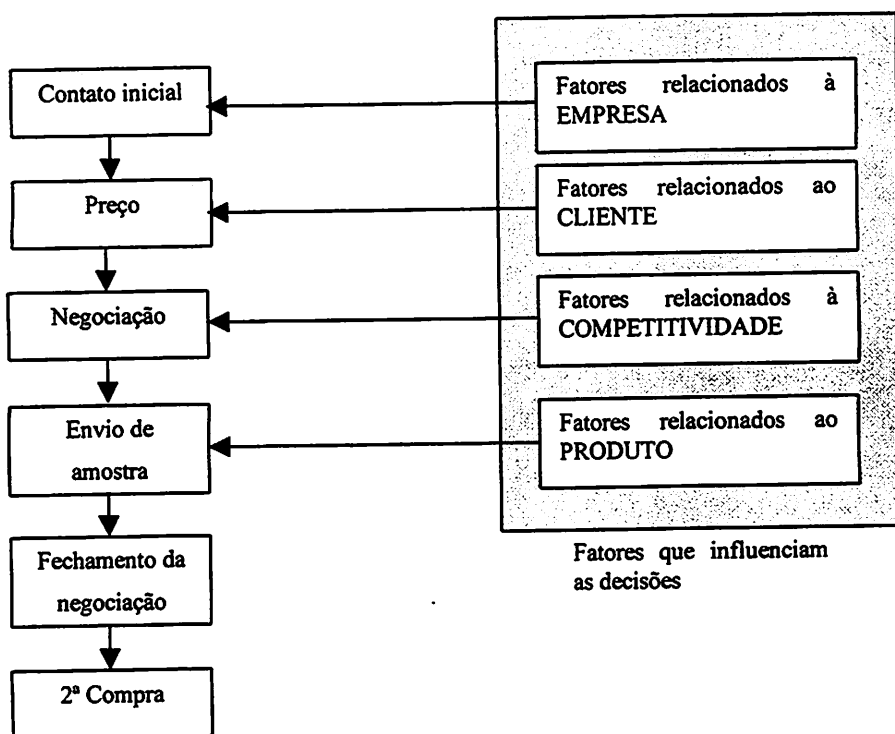 Contato inicial
Preço
Negociação
Envio de
amostra
Fechamento da
negociação
2ª Compra
Fatores relacionados à
EMPRESA
Fatores relacionados ao
CLIENTE
Fatores relacionados à
COMPETITIVIDADE
Fatores relacionados ao
PRODUTO
Fatores que influenciam
as decisões